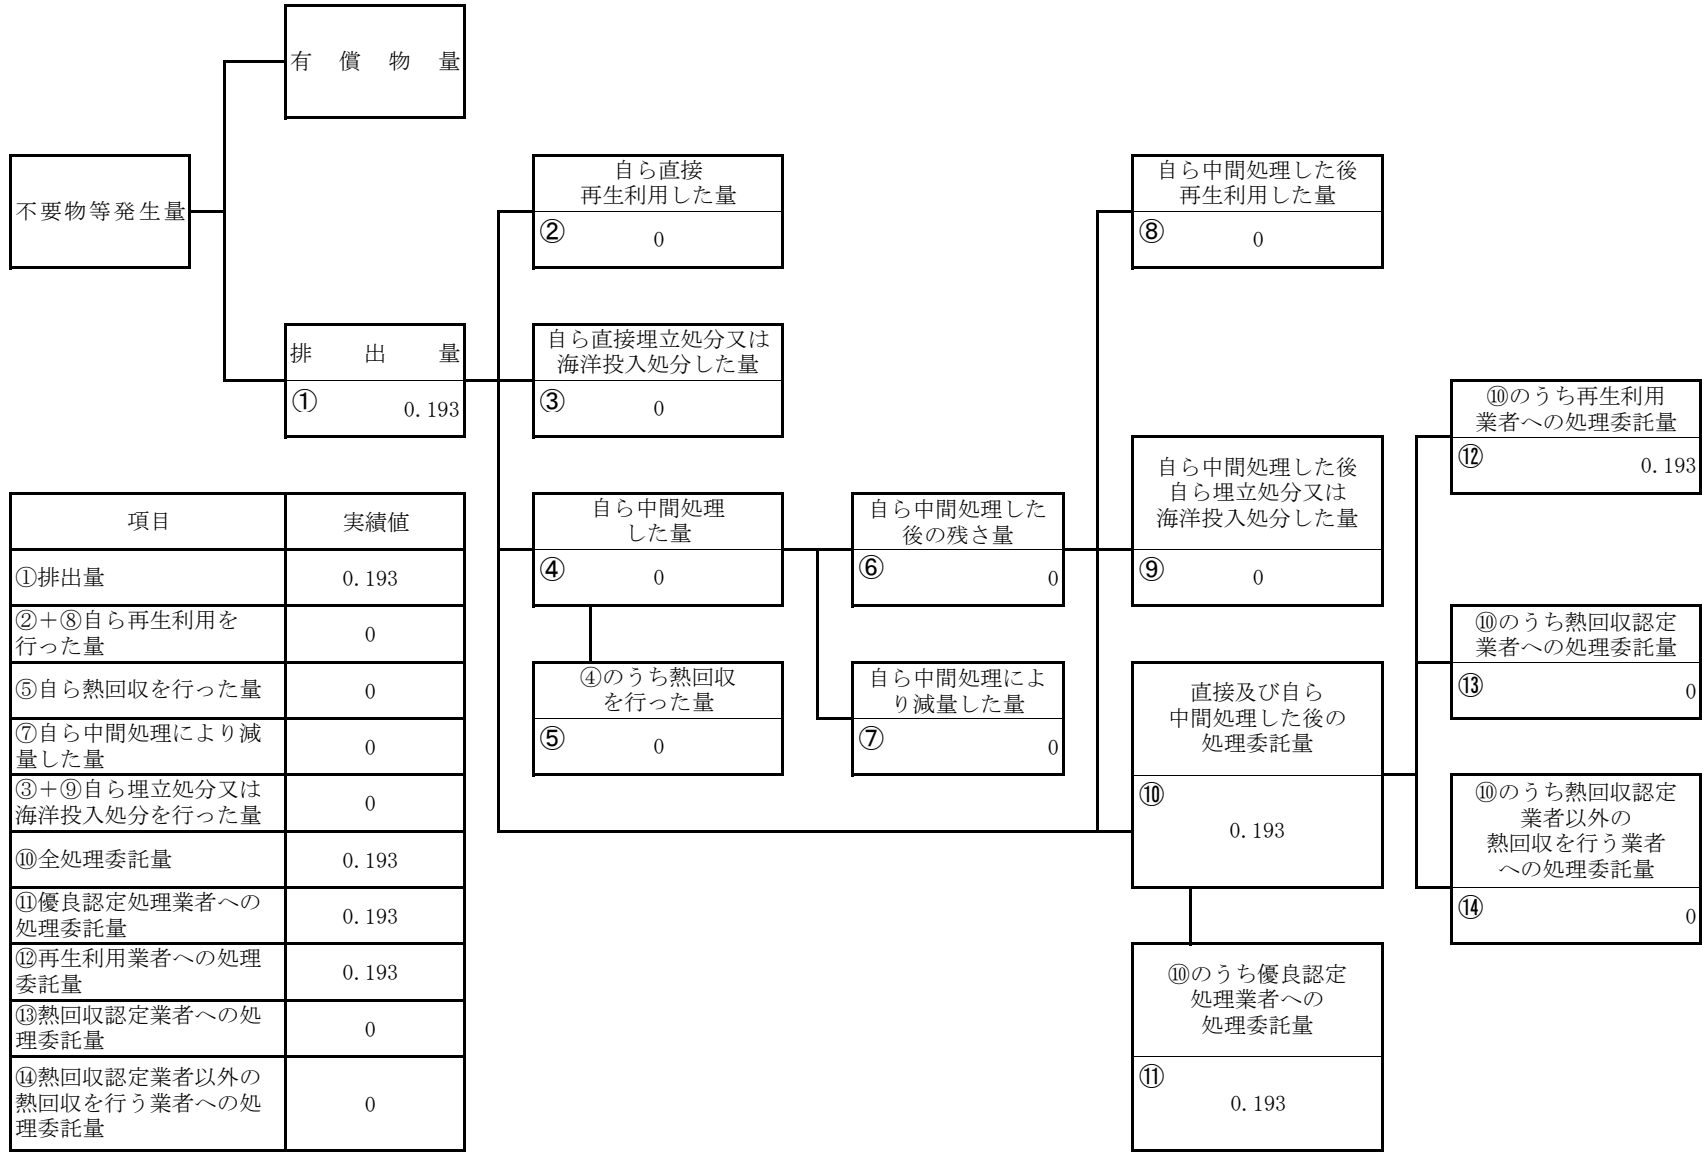 有償物量
不要物等発生量
排出量
① 0.193
自ら直接
再生利用した量
② 0
自ら直接埋立処分又は
海洋投入処分した量
③ 0
自ら中間処理
した量
④ 0
④のうち熱回収
を行った量
⑤ 0
自ら中間処理した
後の残さ量
⑥ 0
自ら中間処理によ
り減量した量
⑦ 0
自ら中間処理した後
再生利用した量
⑧ 0
自ら中間処理した後
自ら埋立処分又は
海洋投入処分した量
⑨ 0
直接及び自ら
中間処理した後の
処理委託量
⑩
0.193
⑩のうち優良認定
処理業者への
処理委託量
⑪
0.193
⑩のうち再生利用
業者への処理委託量
⑫ 0.193
⑩のうち熱回収認定
業者への処理委託量
⑬ 0
⑩のうち熱回収認定
業者以外の
熱回収を行う業者
への処理委託量
⑭ 0
項目 実績値
①排出量 0.193
②＋⑧自ら再生利用を
行った量 0
⑤自ら熱回収を行った量 0
⑦自ら中間処理により減
量した量 0
③＋⑨自ら埋立処分又は
海洋投入処分を行った量 0
⑩全処理委託量 0.193
⑪優良認定処理業者への
処理委託量 0.193
⑫再生利用業者への処理
委託量 0.193
⑬熱回収認定業者への処
理委託量 0
⑭熱回収認定業者以外の
熱回収を行う業者への処
理委託量 0